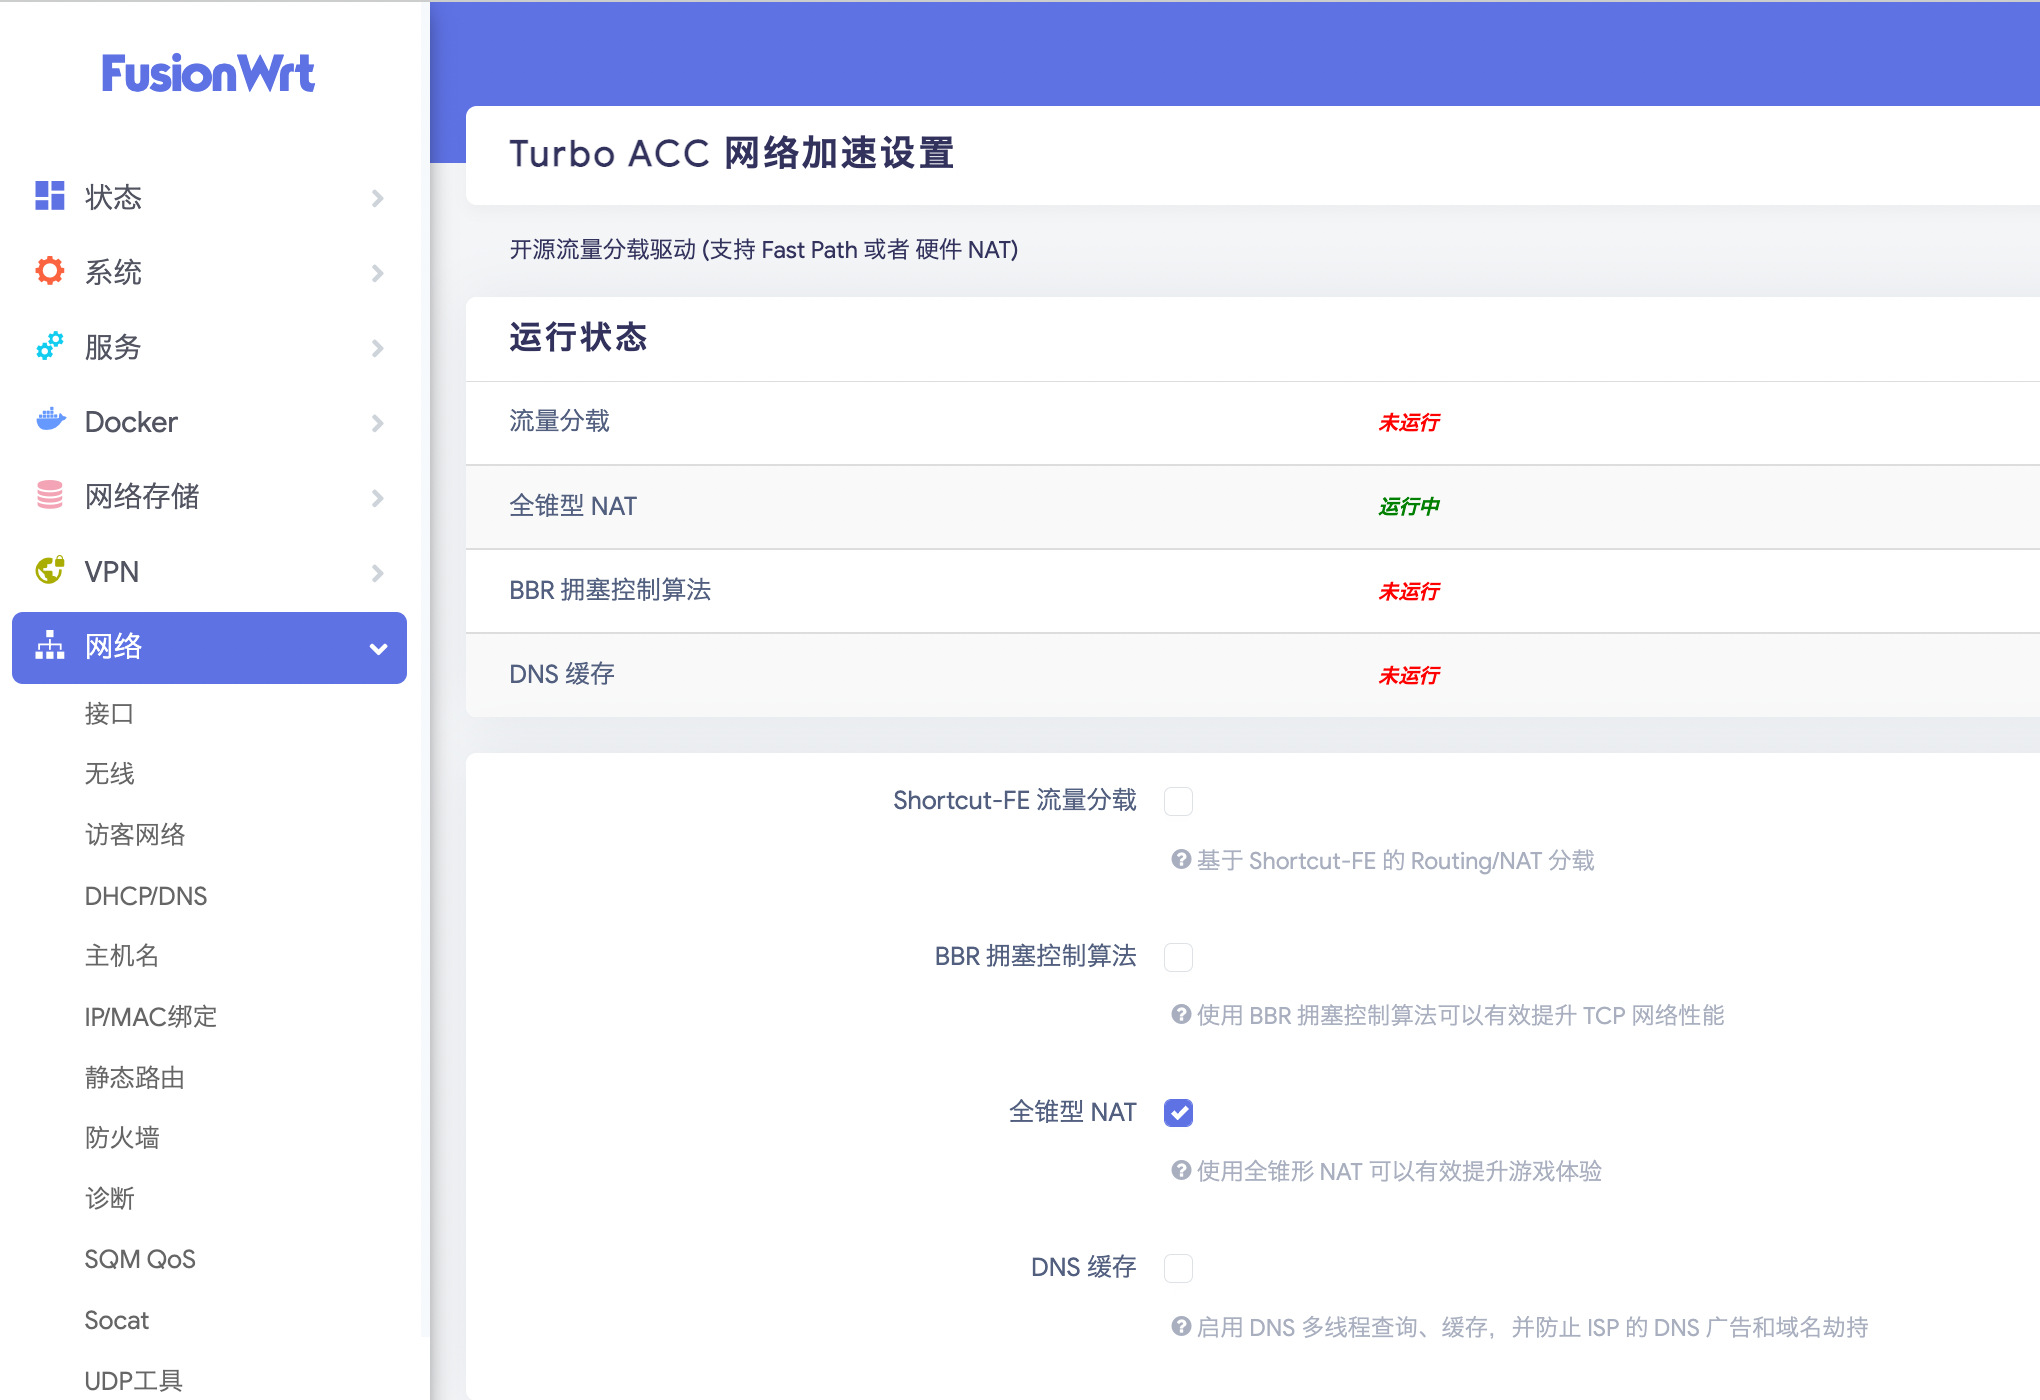 FusionWrt
状态
系统
服务
Docker
网络存储
VPN
网络
接口
无线
访客网络
DHCP/DNS
主机名
IP/MAC绑定
静态路由
防火墙
诊断
SQM QoS
Socat
UDP工具
Turbo ACC 网络加速设置
开源流量分载驱动 (支持 Fast Path 或者 硬件 NAT)
运行状态
流量分载 未运行
全锥型 NAT 运行中
BBR 拥塞控制算法 未运行
DNS 缓存 未运行
Shortcut-FE 流量分载
基于 Shortcut-FE 的 Routing/NAT 分载
BBR 拥塞控制算法
使用 BBR 拥塞控制算法可以有效提升 TCP 网络性能
全锥型 NAT
使用全锥形 NAT 可以有效提升游戏体验
DNS 缓存
启用 DNS 多线程查询、缓存，并防止 ISP 的 DNS 广告和域名劫持